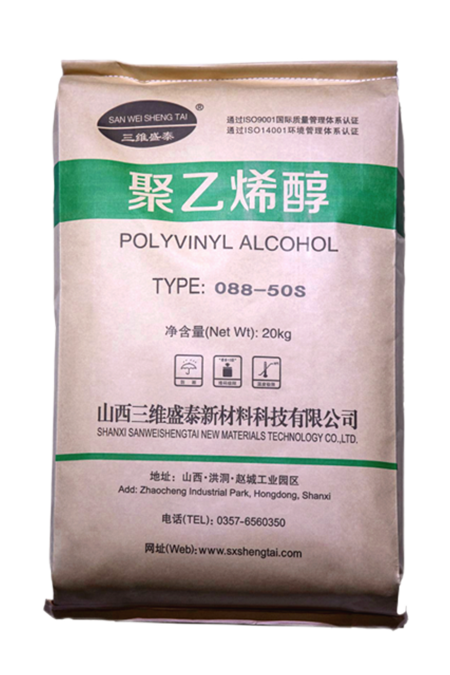 SAN WEI SHENG TAI
®
三维盛泰
通过ISO9001国际质量管理体系认证
通过ISO14001环境管理体系认证
聚乙烯醇
POLYVINYL ALCOHOL
TYPE: 088-50S
净含量(Net Wt): 20kg
山西三维盛泰新材料科技有限公司
SHANXI SANWEISHENGTAI NEW MATERIALS TECHNOLOGY CO.,LTD.
地址: 山西·洪洞·赵城工业园区
Add: Zhaocheng Industrial Park, Hongdong, Shanxi
电话(TEL): 0357-6560350
网址(Web): www.sxshengtai.com